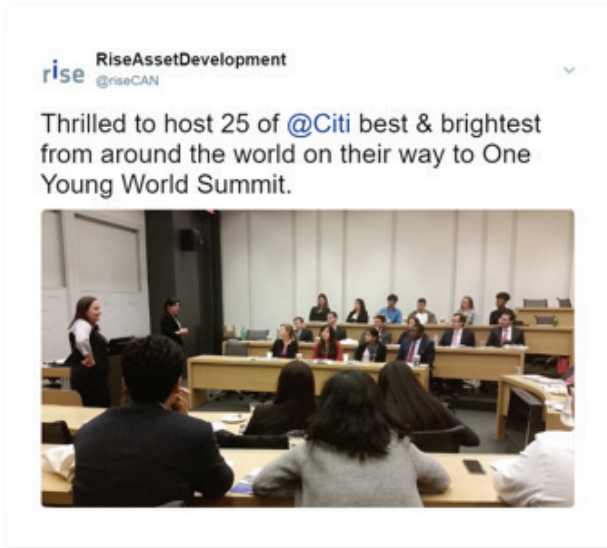 rise
RiseAssetDevelopment
@riseCAN
Thrilled to host 25 of @Citi best & brightest
from around the world on their way to One
Young World Summit.